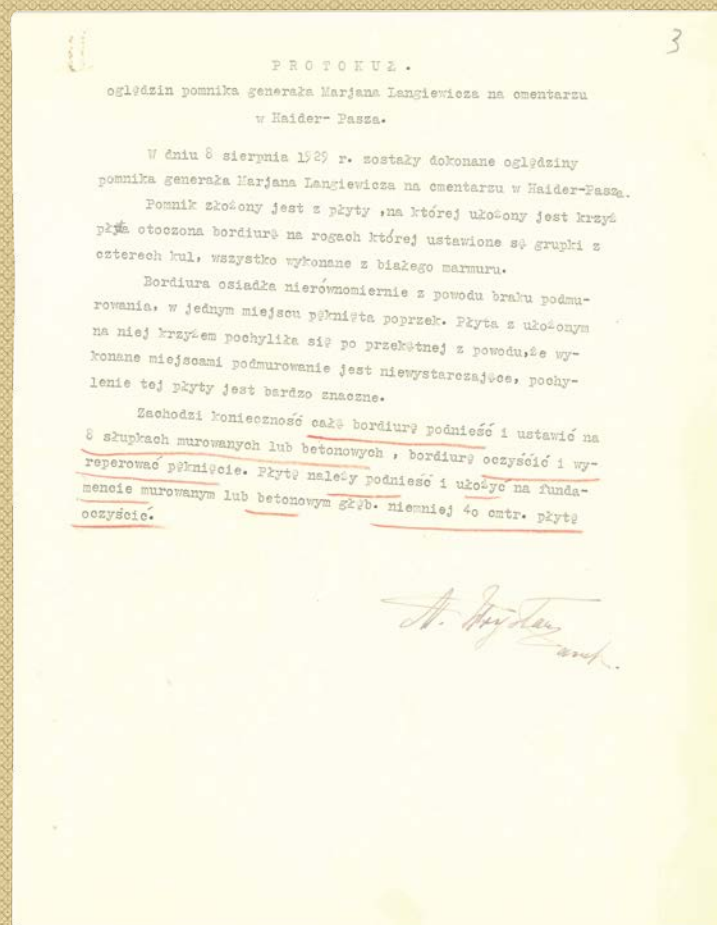 3
PROTOKUŁ.
oględzin pomnika generała Marjana Langiewicza na cmentarzu
w Haider- Pasza.
W dniu 8 sierpnia 1929 r. zostały dokonane oględziny
pomnika generała Marjana Langiewicza na cmentarzu w Haider-Pasza.
Pomnik złożony jest z płyty ,na której ułożony jest krzyż
płyta otoczona bordiurą na rogach której ustawione są grupki z
czterech kul, wszystko wykonane z białego marmuru.
Bordiura osiadła nierównomiernie z powodu braku podmu-
rowania, w jednym miejscu pęknięta poprzek. Płyta z ułożonym
na niej krzyżem pochyliła się po przekątnej z powodu,że wy-
konane miejscami podmurowanie jest niewystarczające, pochy-
lenie tej płyty jest bardzo znaczne.
Zachodzi konieczność całą bordiurę podnieść i ustawić na
8 słupkach murowanych lub betonowych , bordiurę oczyścić i wy-
reperować pęknięcie. Płytę należy podnieść i ułożyć na funda-
mencie murowanym lub betonowym głęb. niemniej 4o cmtr. płytę
oczyścić.